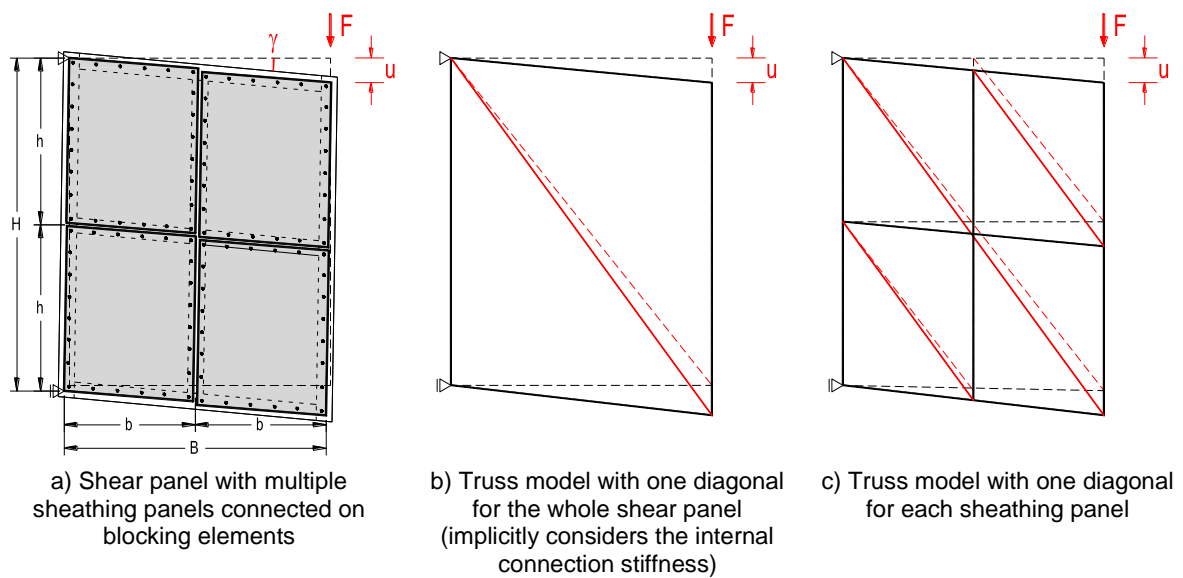 F
γ
u
H
h
h
b
b
B
F
u
F
u
a) Shear panel with multiple
sheathing panels connected on
blocking elements
b) Truss model with one diagonal
for the whole shear panel
(implicitly considers the internal
connection stiffness)
c) Truss model with one diagonal
for each sheathing panel